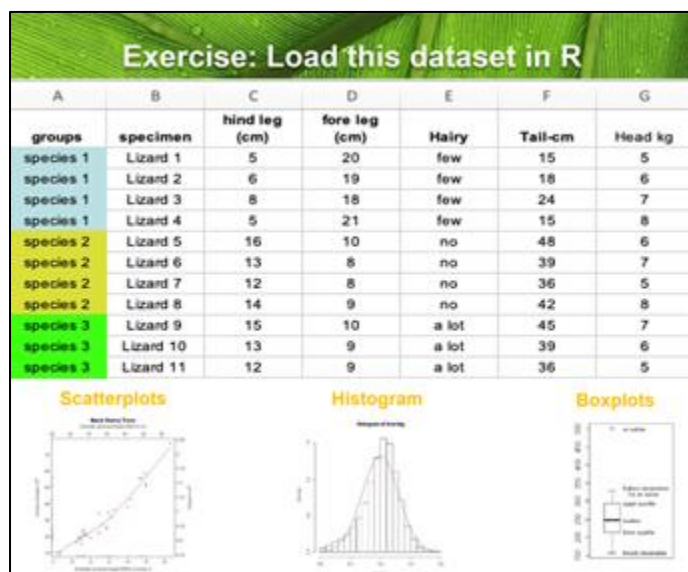 Exercise: Load this dataset in R
A B C D E F G
groups specimen hind leg (cm) fore leg (cm) Hairy Tail-cm Head kg
species 1 Lizard 1 5 20 few 15 5
species 1 Lizard 2 6 19 few 18 6
species 1 Lizard 3 8 18 few 24 7
species 1 Lizard 4 5 21 few 15 8
species 2 Lizard 5 16 10 no 48 6
species 2 Lizard 6 13 8 no 39 7
species 2 Lizard 7 12 8 no 36 5
species 2 Lizard 8 14 9 no 42 8
species 3 Lizard 9 15 10 a lot 45 7
species 3 Lizard 10 13 9 a lot 39 6
species 3 Lizard 11 12 9 a lot 36 5
Scatterplots Histogram Boxplots